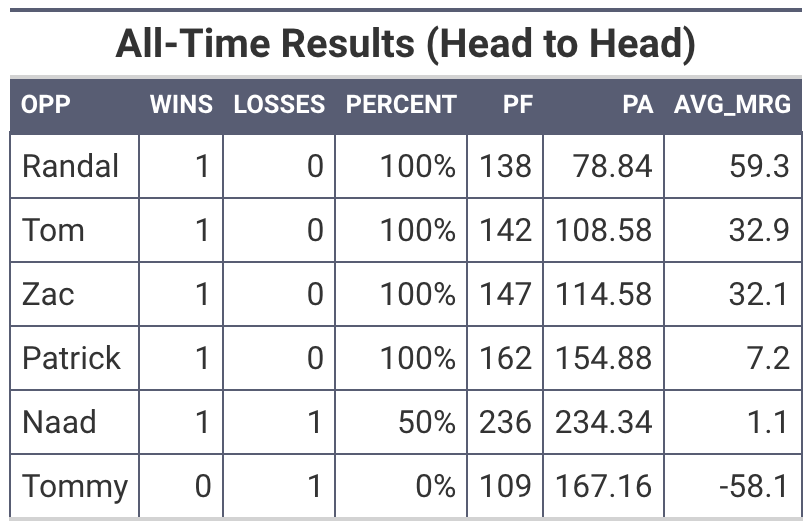 All-Time Results (Head to Head)
OPP WINS LOSSES PERCENT PF PA AVG_MRG
Randal 1 0 100% 138 78.84 59.3
Tom 1 0 100% 142 108.58 32.9
Zac 1 0 100% 147 114.58 32.1
Patrick 1 0 100% 162 154.88 7.2
Naad 1 1 50% 236 234.34 1.1
Tommy 0 1 0% 109 167.16 -58.1